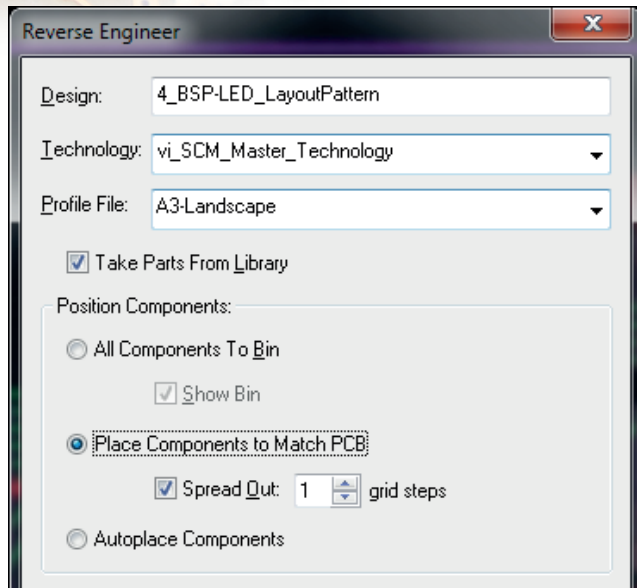 Reverse Engineer
Design: 4_BSP-LED_LayoutPattern
Technology: vi_SCM_Master_Technology
Profile File: A3-Landscape
Take Parts From Library
Position Components:
All Components To Bin
Show Bin
Place Components to Match PCB
Spread Out: 1 grid steps
Autoplace Components